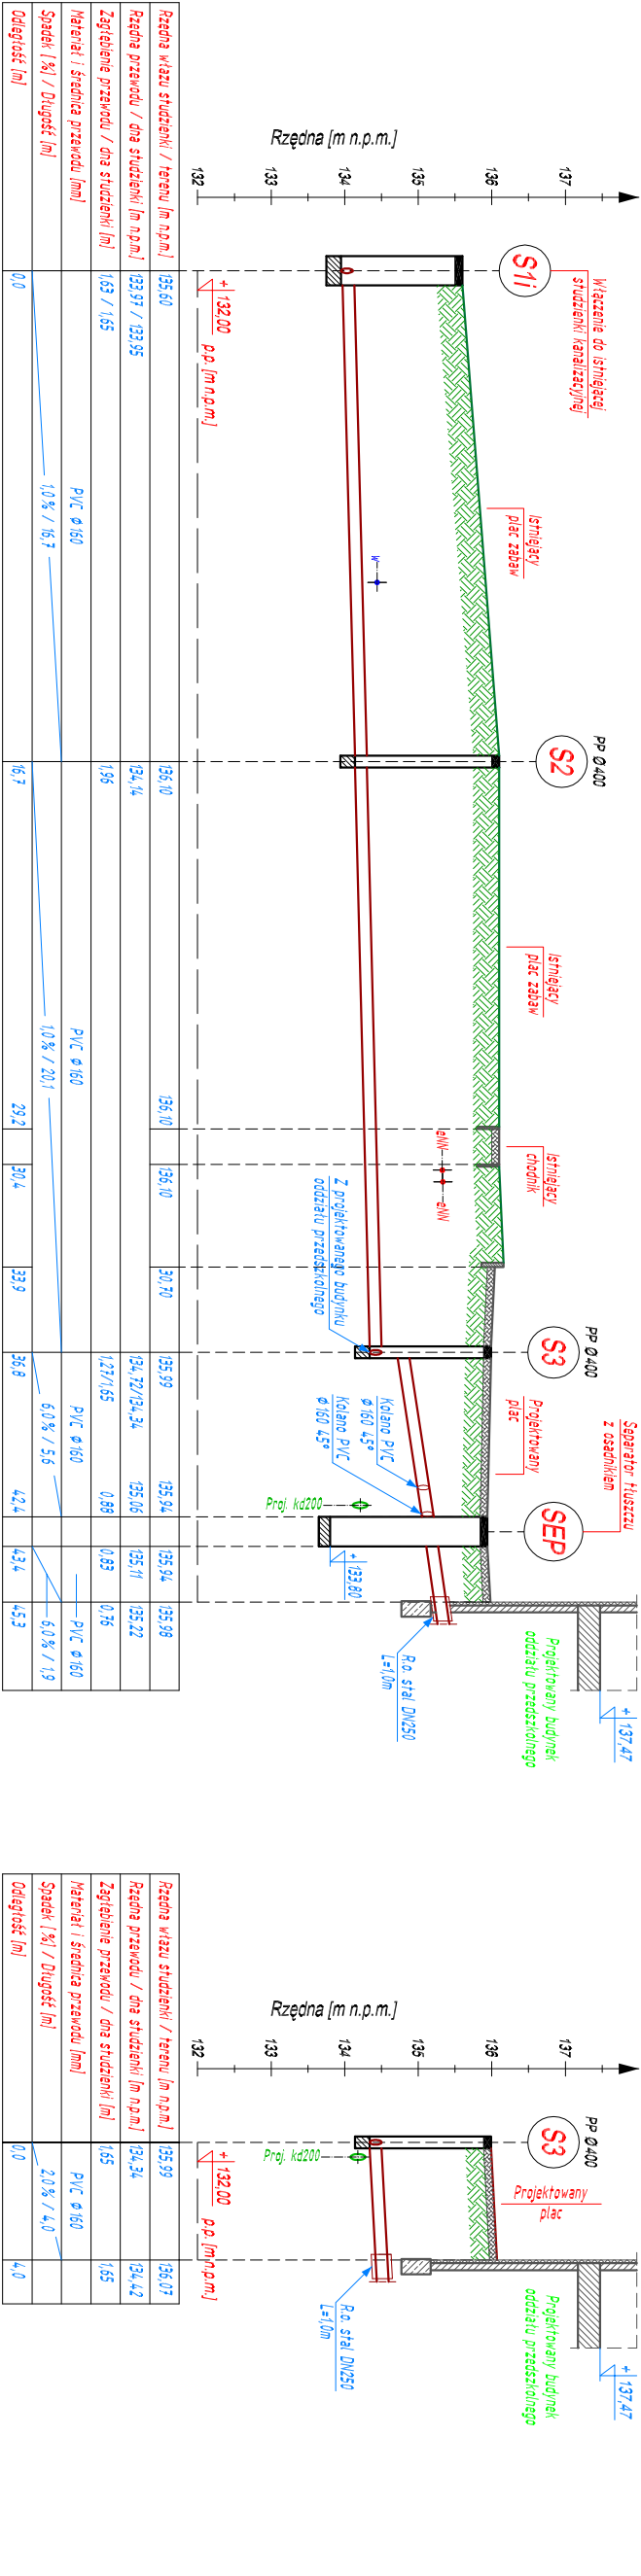 Rzędna [m n.p.m.]
132
133
134
135
136
137
S1i
Włączenie do istniejącej
studzienki kanalizacyjnej
+ 132,00
p.p. [m n.p.m.]
Istniejący
plac zabaw
w
PP Ø400
S2
Istniejący
plac zabaw
Istniejący
chodnik
eNN
eNN
Z projektowanego budynku
oddziału przedszkolnego
PP Ø400
S3
Projektowany
plac
Kolano PVC
ø160 45°
Kolano PVC
ø160 45°
Proj. kd200
Separator tłuszczu
z osadnikiem
SEP
+ 133,80
R.o. stal DN250
L=1,0m
Projektowany budynek
oddziału przedszkolnego
+ 137,47
Rzędna włazu studzienki / terenu [m n.p.m.] 135,60 136,10 136,10 136,10 30,70 135,99 135,94 135,94 135,98
Rzędna przewodu / dna studzienki [m n.p.m.] 133,97 / 133,95 134,14 134,72/134,34 135,06 135,11 135,22
Zagłębienie przewodu / dna studzienki [m] 1,63 / 1,65 1,96 1,27/1,65 0,88 0,83 0,76
Materiał i średnica przewodu [mm] PVC ø160 PVC ø160 PVC ø160 PVC ø160
Spadek [%] / Długość [m] 1,0% / 16,7 1,0% / 20,1 6,0% / 5,6 6,0% / 1,9
Odległość [m] 0,0 16,7 29,2 30,4 33,9 36,8 42,4 43,4 45,3
Rzędna [m n.p.m.]
132
133
134
135
136
137
PP Ø400
S3
+ 132,00
p.p. [m n.p.m.]
Proj. kd200
Projektowany
plac
R.o. stal DN250
L=1,0m
Projektowany budynek
oddziału przedszkolnego
+ 137,47
Rzędna włazu studzienki / terenu [m n.p.m.] 135,99 136,07
Rzędna przewodu / dna studzienki [m n.p.m.] 134,34 134,42
Zagłębienie przewodu / dna studzienki [m] 1,65 1,65
Materiał i średnica przewodu [mm] PVC ø160
Spadek [%] / Długość [m] 2,0% / 4,0
Odległość [m] 0,0 4,0